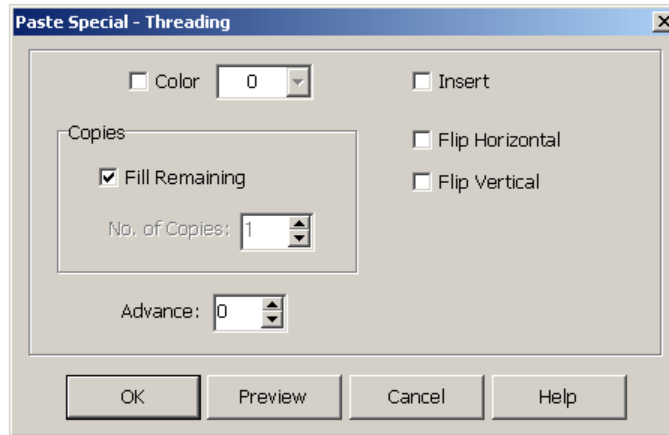 Paste Special - Threading
Color 0
Insert
Copies
Flip Horizontal
Fill Remaining
Flip Vertical
No. of Copies: 1
Advance: 0
OK Preview Cancel Help